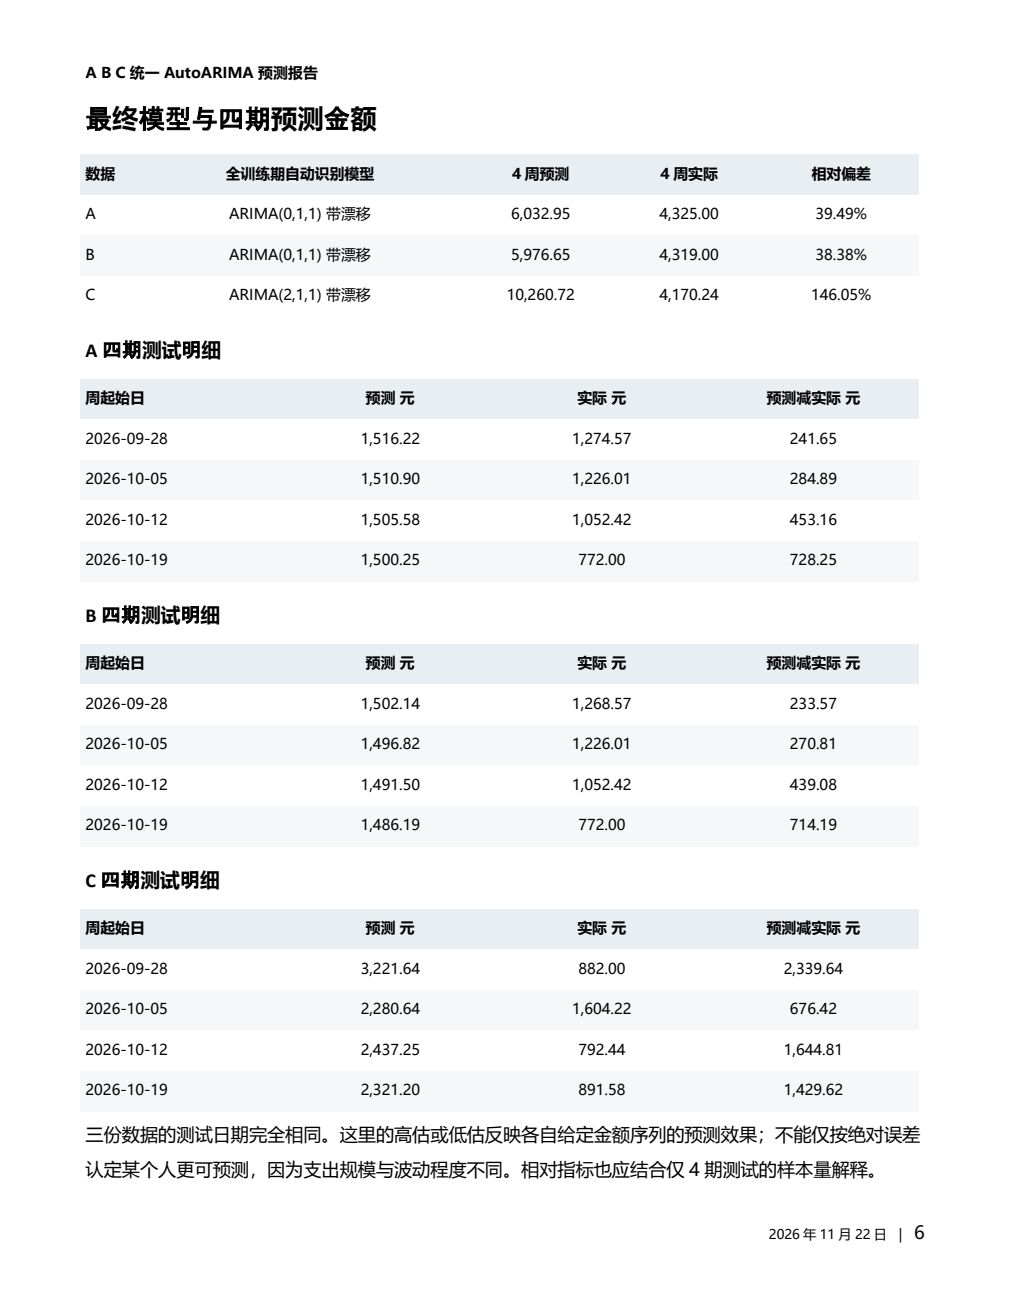 A B C 统一 AutoARIMA 预测报告
最终模型与四期预测金额
数据 全训练期自动识别模型 4 周预测 4 周实际 相对偏差
A ARIMA(0,1,1) 带漂移 6,032.95 4,325.00 39.49%
B ARIMA(0,1,1) 带漂移 5,976.65 4,319.00 38.38%
C ARIMA(2,1,1) 带漂移 10,260.72 4,170.24 146.05%
A 四期测试明细
周起始日 预测 元 实际 元 预测减实际 元
2026-09-28 1,516.22 1,274.57 241.65
2026-10-05 1,510.90 1,226.01 284.89
2026-10-12 1,505.58 1,052.42 453.16
2026-10-19 1,500.25 772.00 728.25
B 四期测试明细
周起始日 预测 元 实际 元 预测减实际 元
2026-09-28 1,502.14 1,268.57 233.57
2026-10-05 1,496.82 1,226.01 270.81
2026-10-12 1,491.50 1,052.42 439.08
2026-10-19 1,486.19 772.00 714.19
C 四期测试明细
周起始日 预测 元 实际 元 预测减实际 元
2026-09-28 3,221.64 882.00 2,339.64
2026-10-05 2,280.64 1,604.22 676.42
2026-10-12 2,437.25 792.44 1,644.81
2026-10-19 2,321.20 891.58 1,429.62
三份数据的测试日期完全相同。这里的高估或低估反映各自给定金额序列的预测效果；不能仅按绝对误差
认定某个人更可预测，因为支出规模与波动程度不同。相对指标也应结合仅 4 期测试的样本量解释。
2026 年 11 月 22 日 | 6